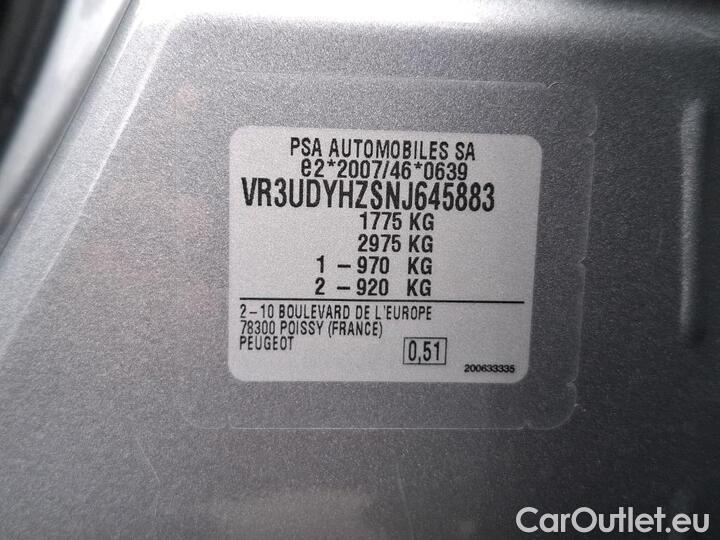 PSA AUTOMOBILES SA
e2*2007/46*0639
VR3UDYHZSNJ645883
1775 KG
2975 KG
1 – 970 KG
2 – 920 KG
2 – 10 BOULEVARD DE L'EUROPE
78300 POISSY (FRANCE)
PEUGEOT
0,51
200633335
CarOutlet.eu